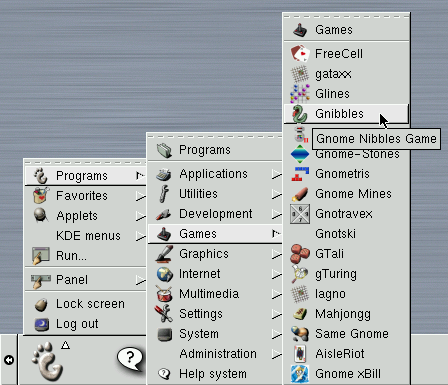 Programs
Favorites
Applets
KDE menus
Run...
Panel
Lock screen
Log out
Programs
Applications
Utilities
Development
Games
Graphics
Internet
Multimedia
Settings
System
Administration
Help system
Games
FreeCell
gataxx
Glines
Gnibbles
Gnome Nibbles Game
Gnome-Stones
Gnometris
Gnome Mines
Gnotravex
Gnotski
GTali
gTuring
Iagno
Mahjongg
Same Gnome
AisleRiot
Gnome xBill